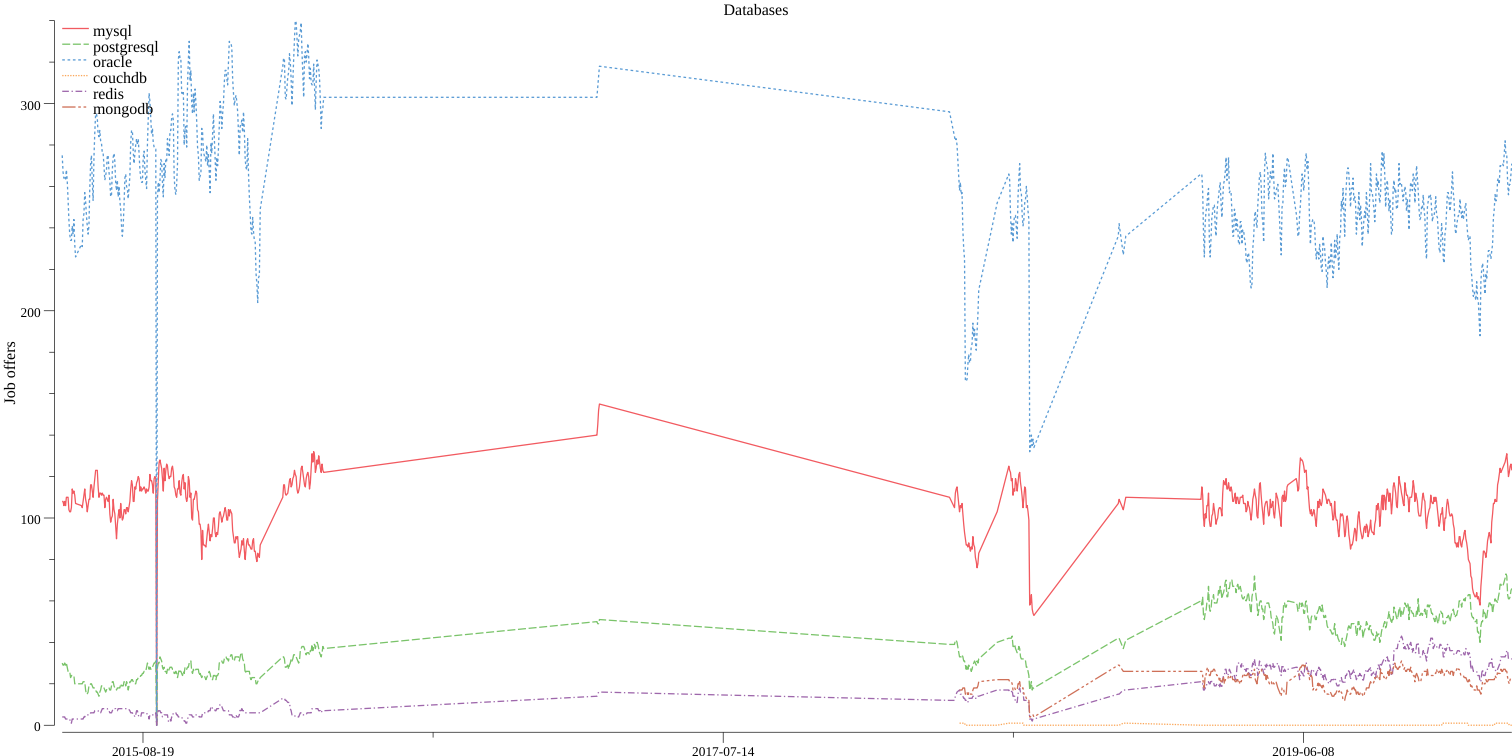 Databases
mysql
postgresql
oracle
couchdb
redis
mongodb
300
200
100
0
Job offers
2015-08-19
2017-07-14
2019-06-08